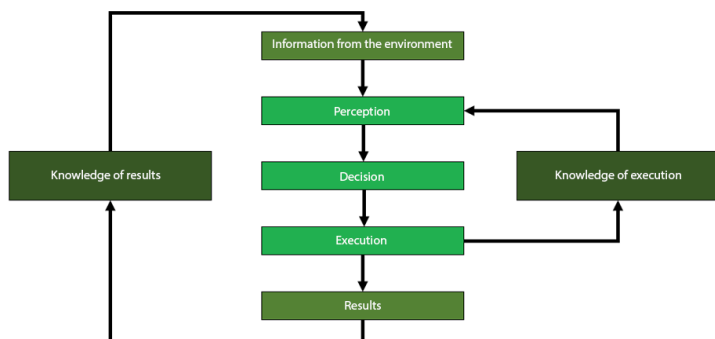 Information from the environment
Perception
Knowledge of results
Decision
Knowledge of execution
Execution
Results